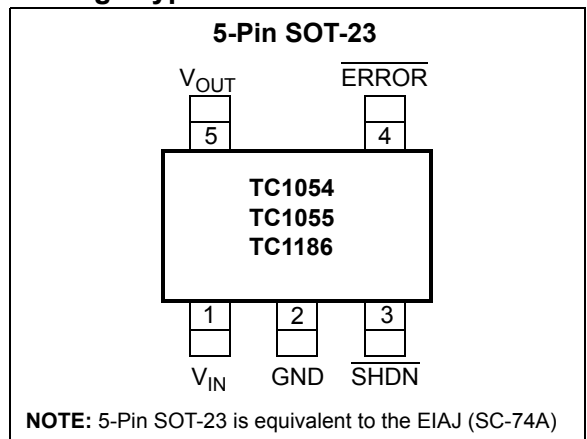 5-Pin SOT-23
VOUT ERROR
5 4
TC1054
TC1055
TC1186
1 2 3
VIN GND SHDN
NOTE: 5-Pin SOT-23 is equivalent to the EIAJ (SC-74A)